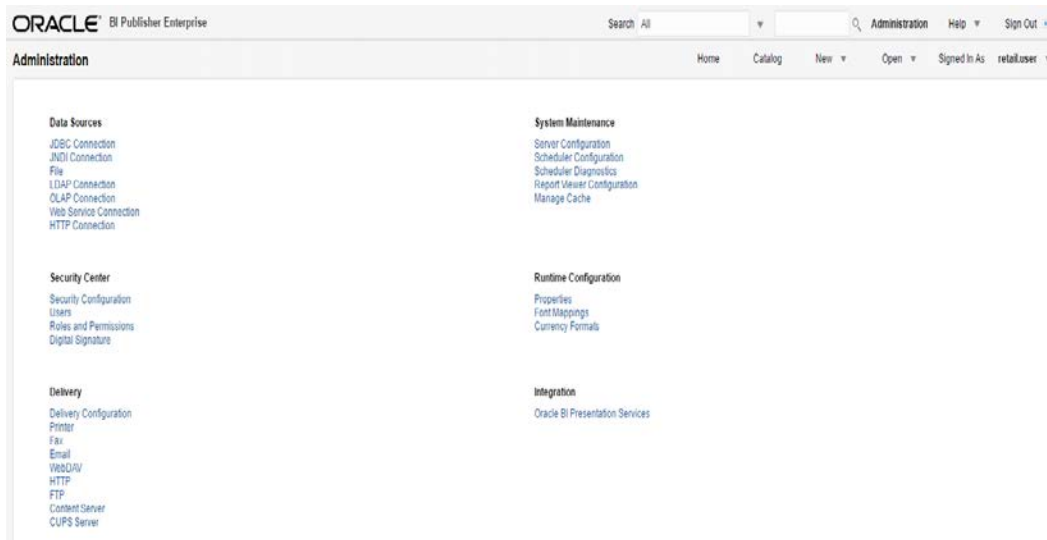 ORACLE BI Publisher Enterprise
Search All
Administration Help Sign Out
Administration
Home Catalog New Open Signed In As retail.user
Data Sources
JDBC Connection
JNDI Connection
File
LDAP Connection
OLAP Connection
Web Service Connection
HTTP Connection
System Maintenance
Server Configuration
Scheduler Configuration
Scheduler Diagnostics
Report Viewer Configuration
Manage Cache
Security Center
Security Configuration
Users
Roles and Permissions
Digital Signature
Runtime Configuration
Properties
Font Mappings
Currency Formats
Delivery
Delivery Configuration
Printer
Fax
Email
WebDAV
HTTP
FTP
Content Server
CUPS Server
Integration
Oracle BI Presentation Services